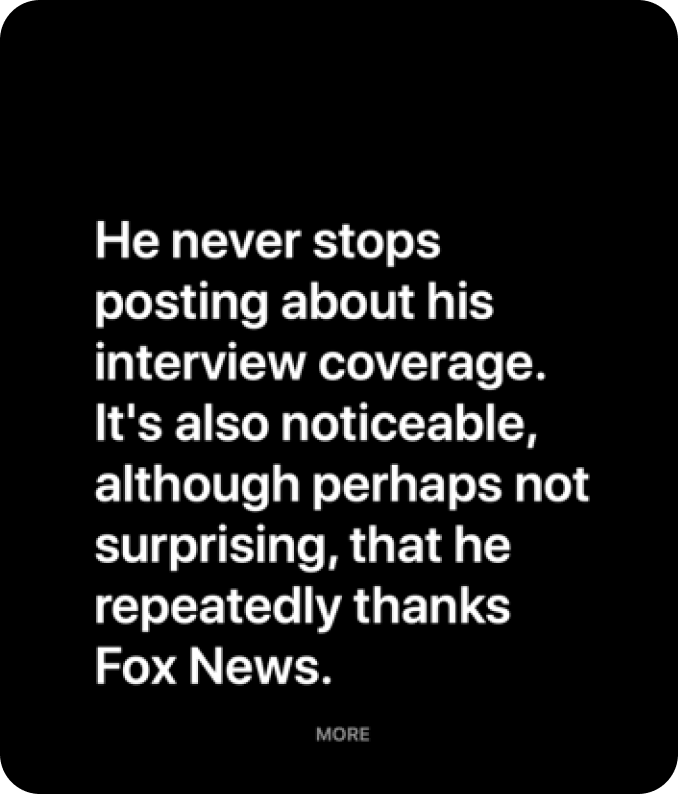 He never stops
posting about his
interview coverage.
It's also noticeable,
although perhaps not
surprising, that he
repeatedly thanks
Fox News.
MORE